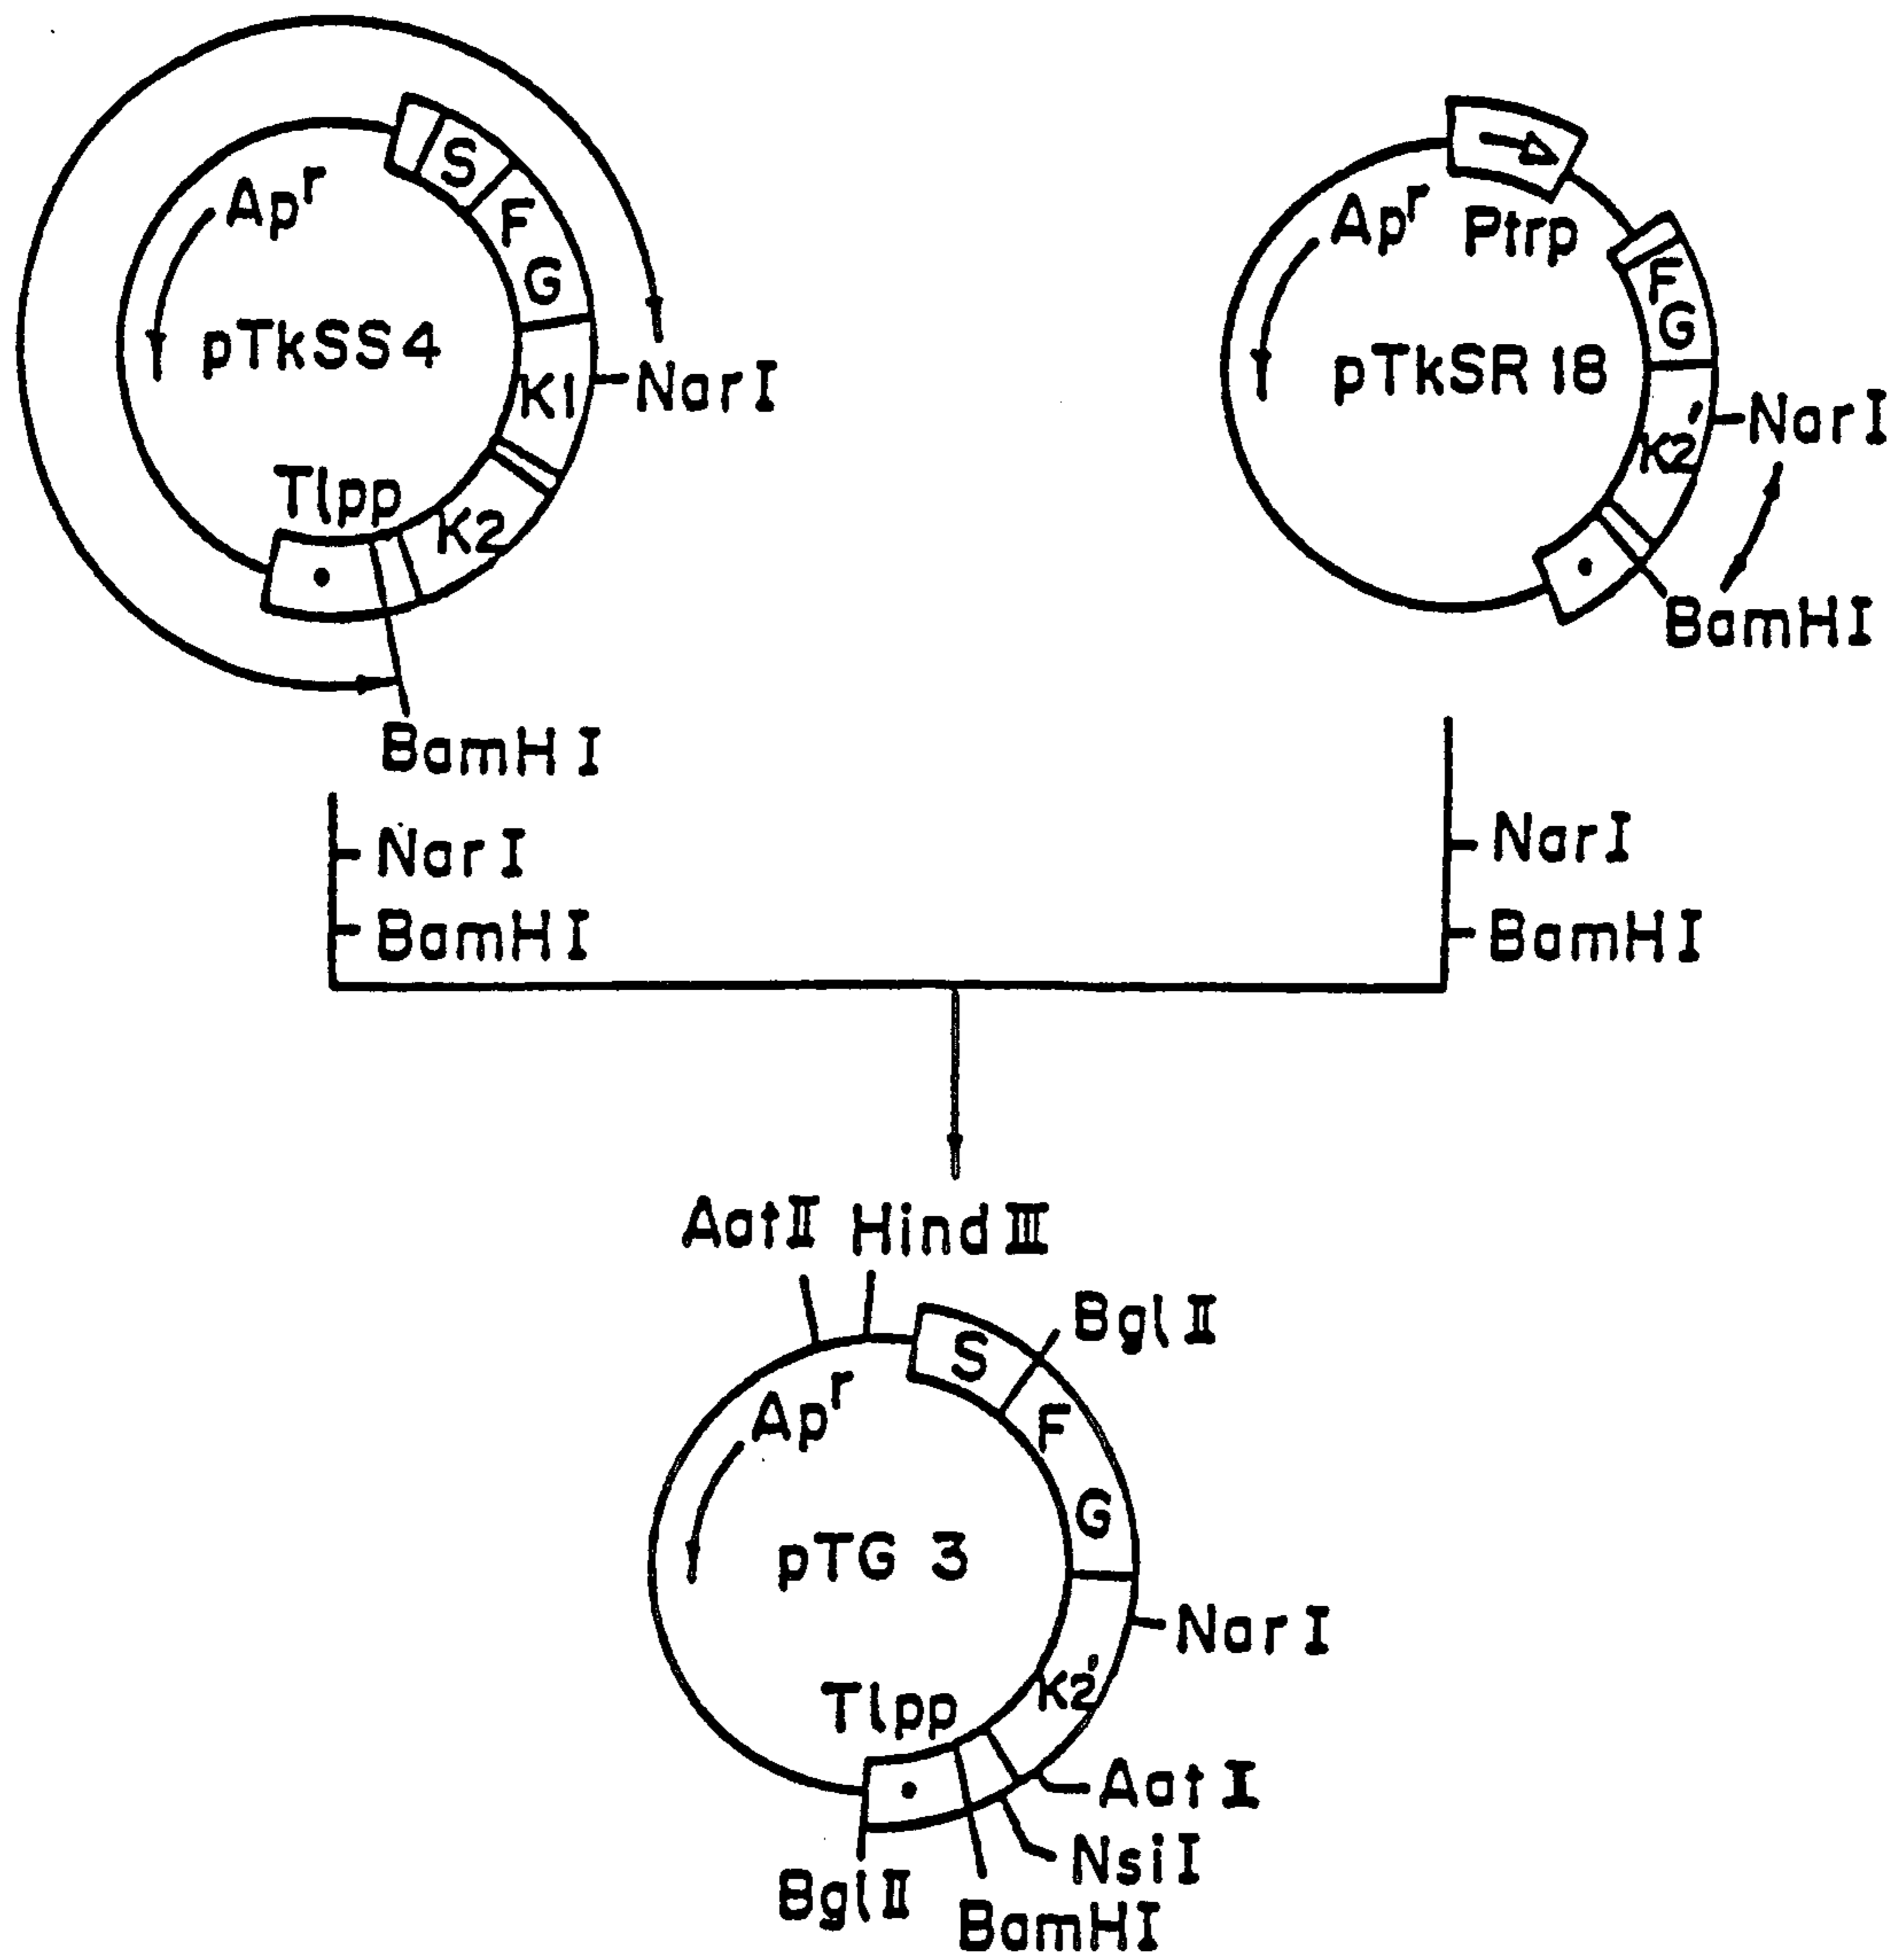 S
F
G
Ap^r
pTkSS4
K1
NarI
Tlpp
K2
BamHI
Ap^r
Ptrp
F
G
pTkSR18
K2'
NarI
BamHI
NarI
BamHI
NarI
BamHI
AatII HindIII
BglII
S
Ap^r
F
G
pTG 3
NarI
K2'
Tlpp
AatI
NsiI
BglII
BamHI